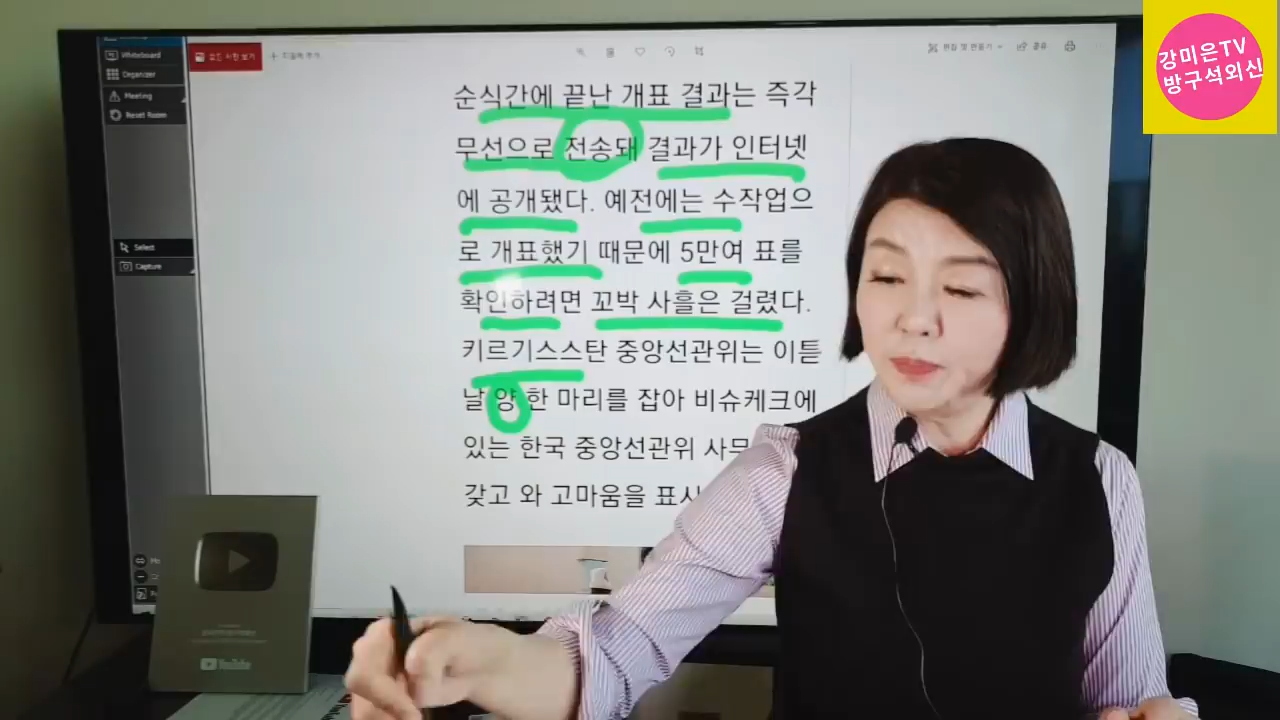 강미은TV
방구석외신
Whiteboard
Organizer
Meeting
Reset Room
Select
Capture
순식간에 끝난 개표 결과는 즉각
무선으로 전송돼 결과가 인터넷
에 공개됐다. 예전에는 수작업으
로 개표했기 때문에 5만여 표를
확인하려면 꼬박 사흘은 걸렸다.
키르기스스탄 중앙선관위는 이튿
날 양 한 마리를 잡아 비슈케크에
있는 한국 중앙선관위 사무
갖고 와 고마움을 표시
YouTube